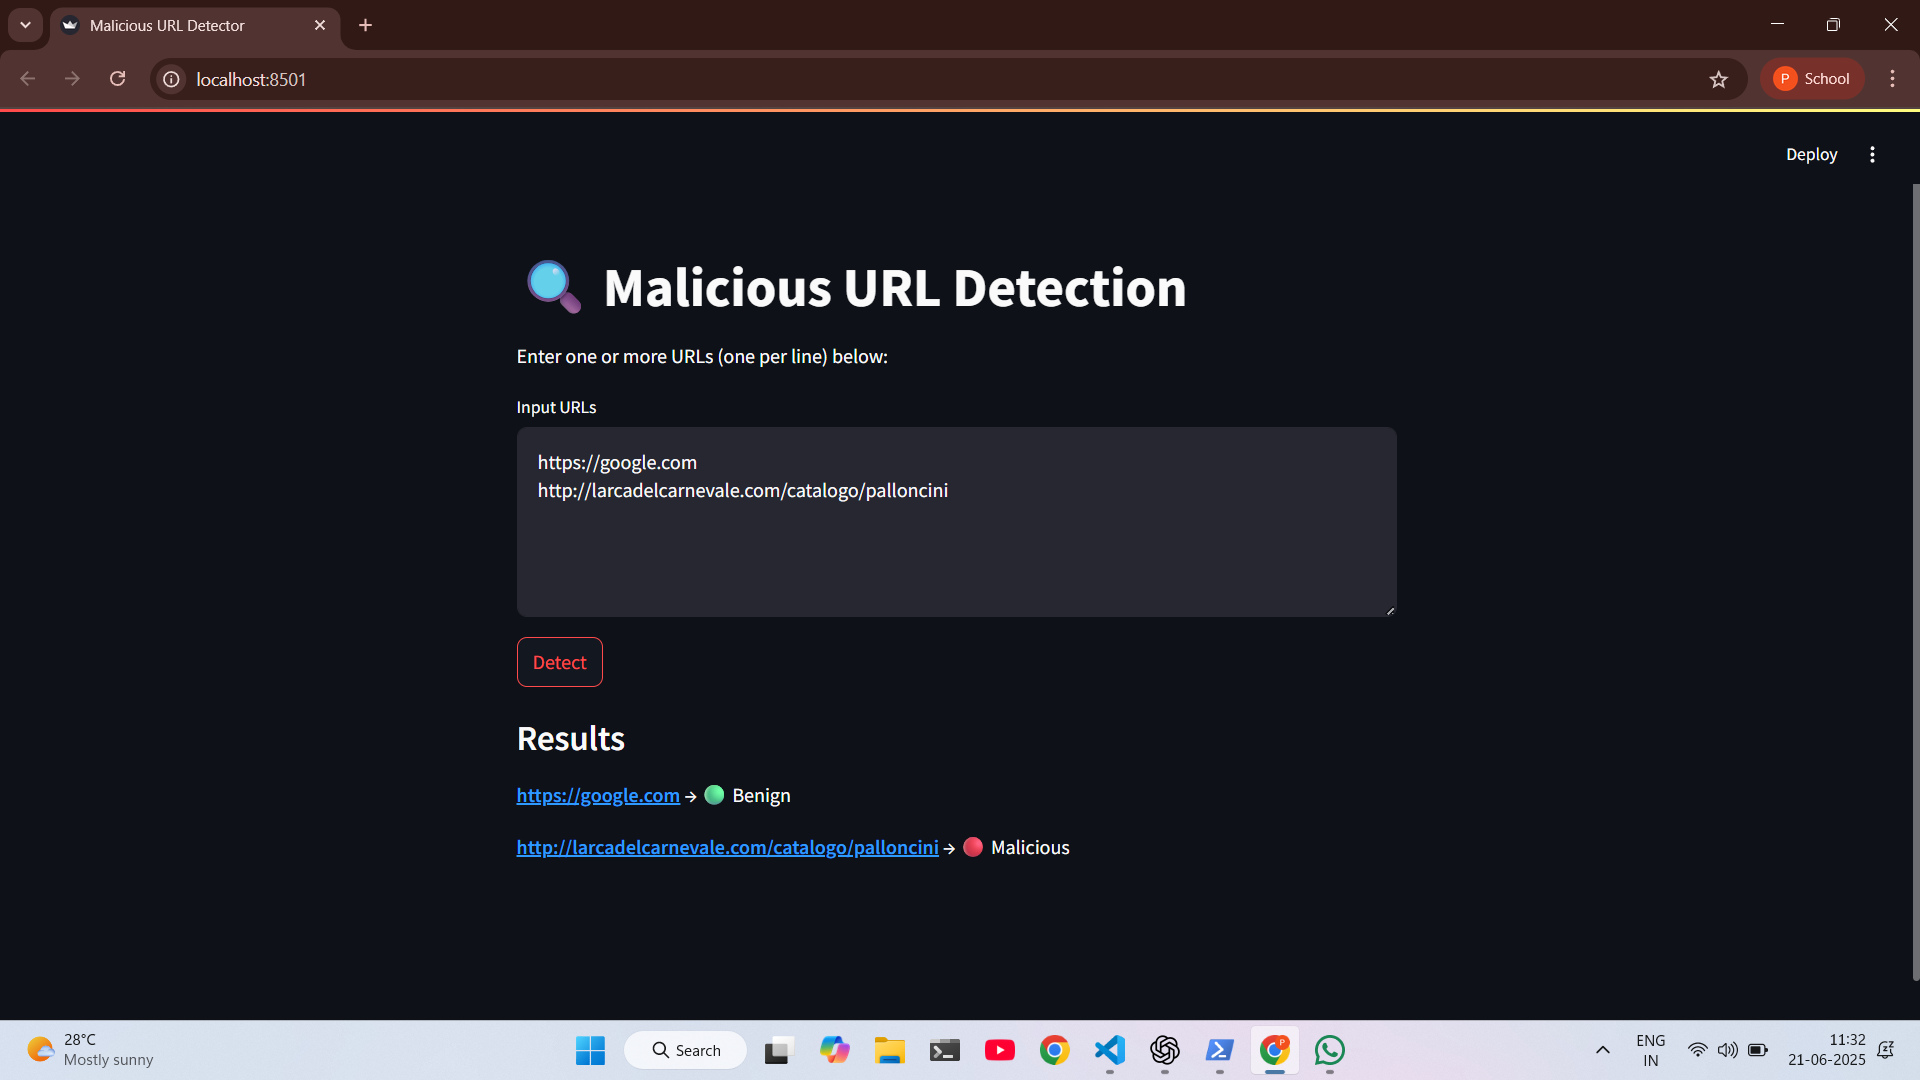 Malicious URL Detector
localhost:8501
P School
Deploy
Malicious URL Detection
Enter one or more URLs (one per line) below:
Input URLs
https://google.com
http://larcadelcarnevale.com/catalogo/palloncini
Detect
Results
https://google.com → Benign
http://larcadelcarnevale.com/catalogo/palloncini → Malicious
28°C
Mostly sunny
Search
P
ENG
IN
11:32
21-06-2025